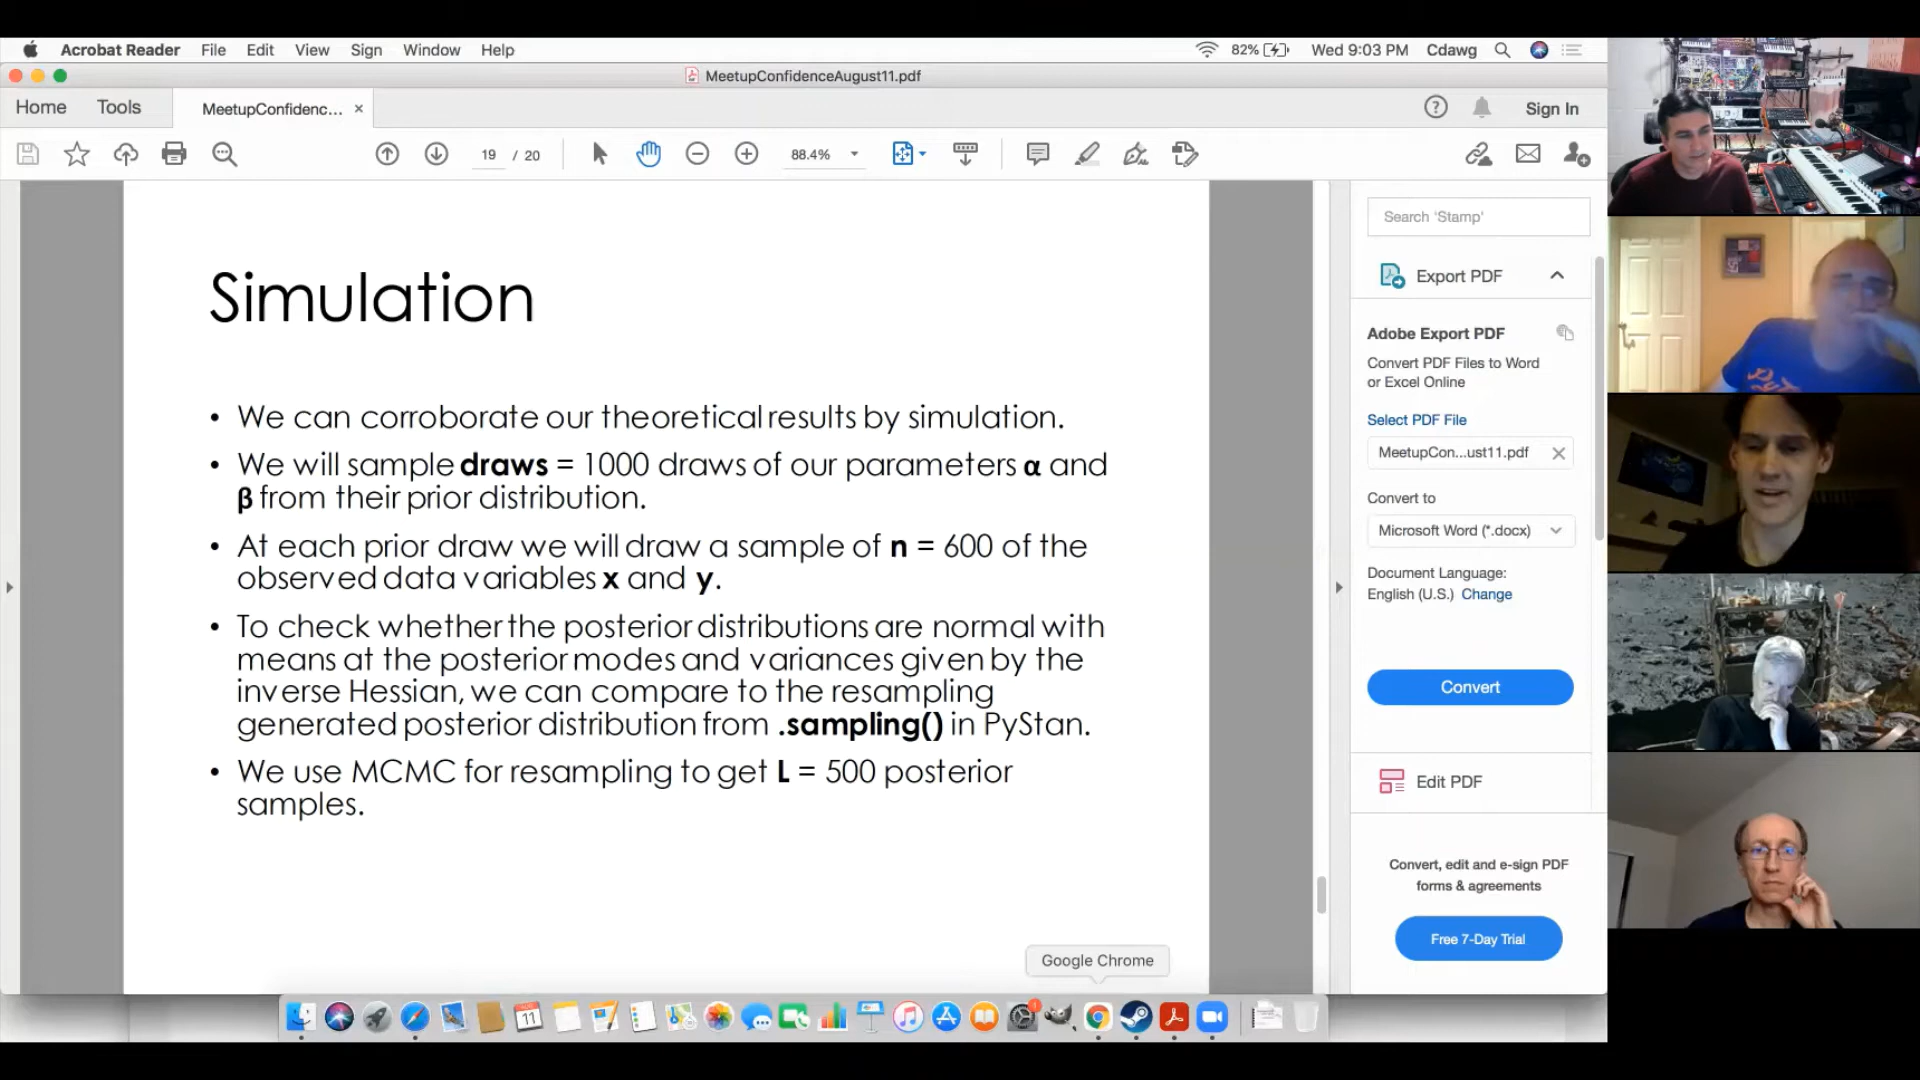 Acrobat Reader File Edit View Sign Window Help 82% Wed 9:03 PM Cdawg
MeetupConfidenceAugust11.pdf
Home Tools MeetupConfidenc... × Sign In
19 / 20 88.4%
Simulation
• We can corroborate our theoretical results by simulation.
• We will sample draws = 1000 draws of our parameters α and
β from their prior distribution.
• At each prior draw we will draw a sample of n = 600 of the
observed data variables x and y.
• To check whether the posterior distributions are normal with
means at the posterior modes and variances given by the
inverse Hessian, we can compare to the resampling
generated posterior distribution from .sampling() in PyStan.
• We use MCMC for resampling to get L = 500 posterior
samples.
Search 'Stamp'
Export PDF
Adobe Export PDF
Convert PDF Files to Word
or Excel Online
Select PDF File
MeetupCon...ust11.pdf
Convert to
Microsoft Word (*.docx)
Document Language:
English (U.S.) Change
Convert
Edit PDF
Convert, edit and e-sign PDF
forms & agreements
Free 7-Day Trial
Google Chrome
11
1